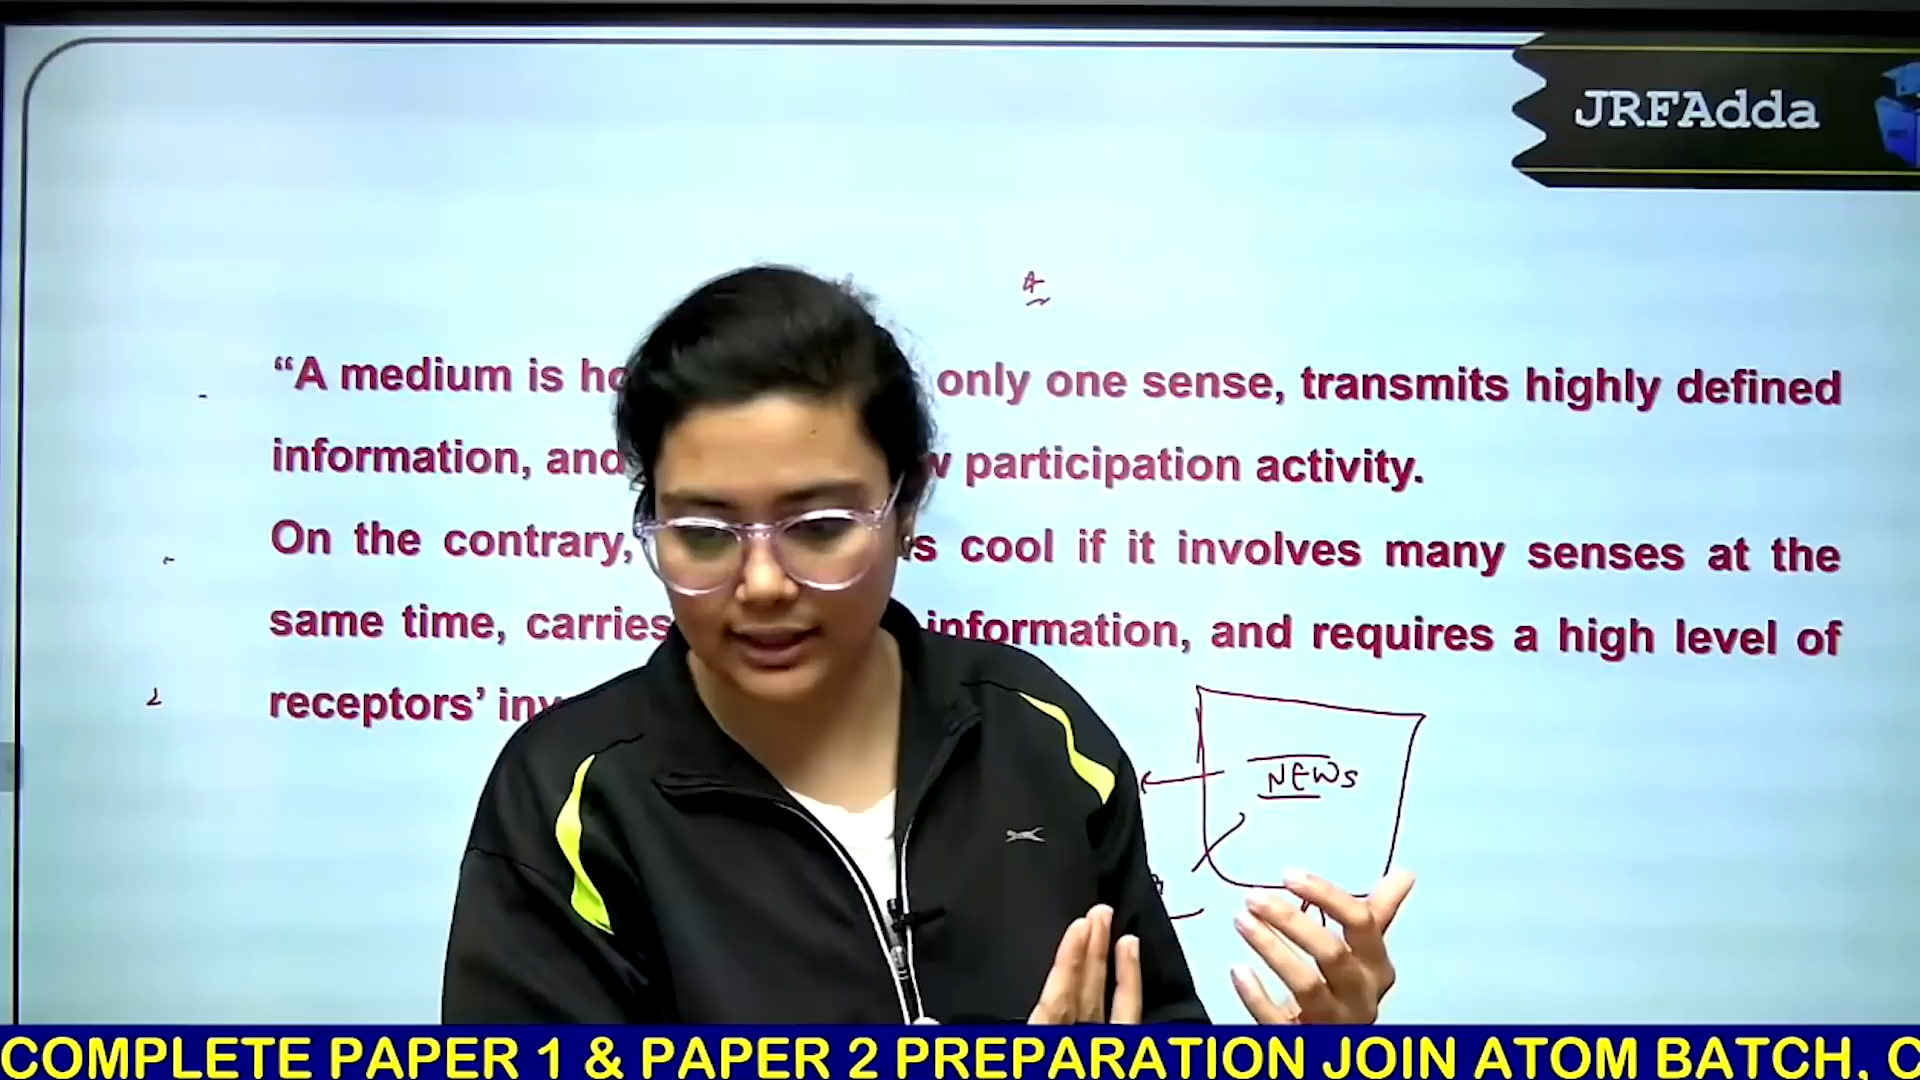 JRFAdda
“A medium is only one sense, transmits highly defined
information, and participation activity.
On the contrary, cool if it involves many senses at the
same time, carries information, and requires a high level of
receptors’
NEWs
COMPLETE PAPER 1 & PAPER 2 PREPARATION JOIN ATOM BATCH, C